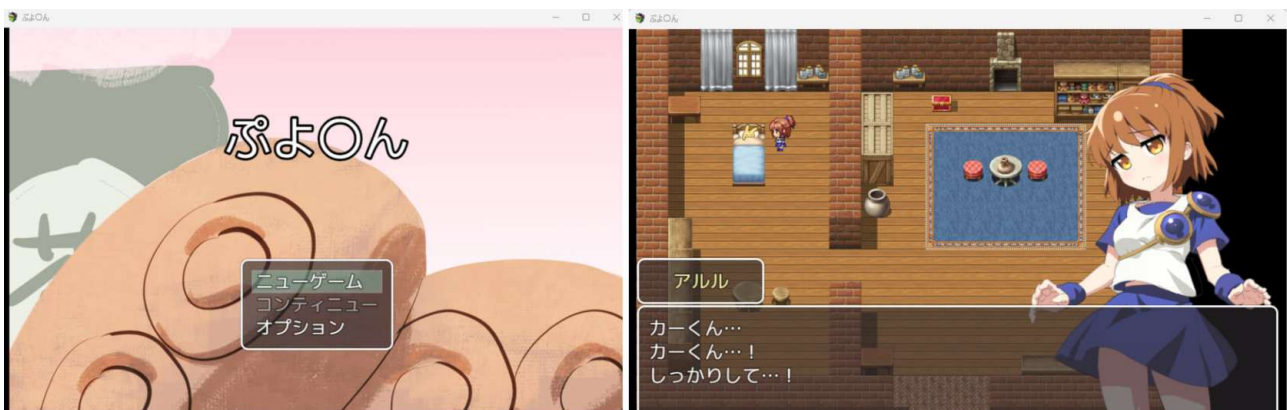 ぷよ〇ん
ぷよ〇ん
ニューゲーム
コンティニュー
オプション
ぷよ〇ん
アルル
カーくん…
カーくん…！
しっかりして…！